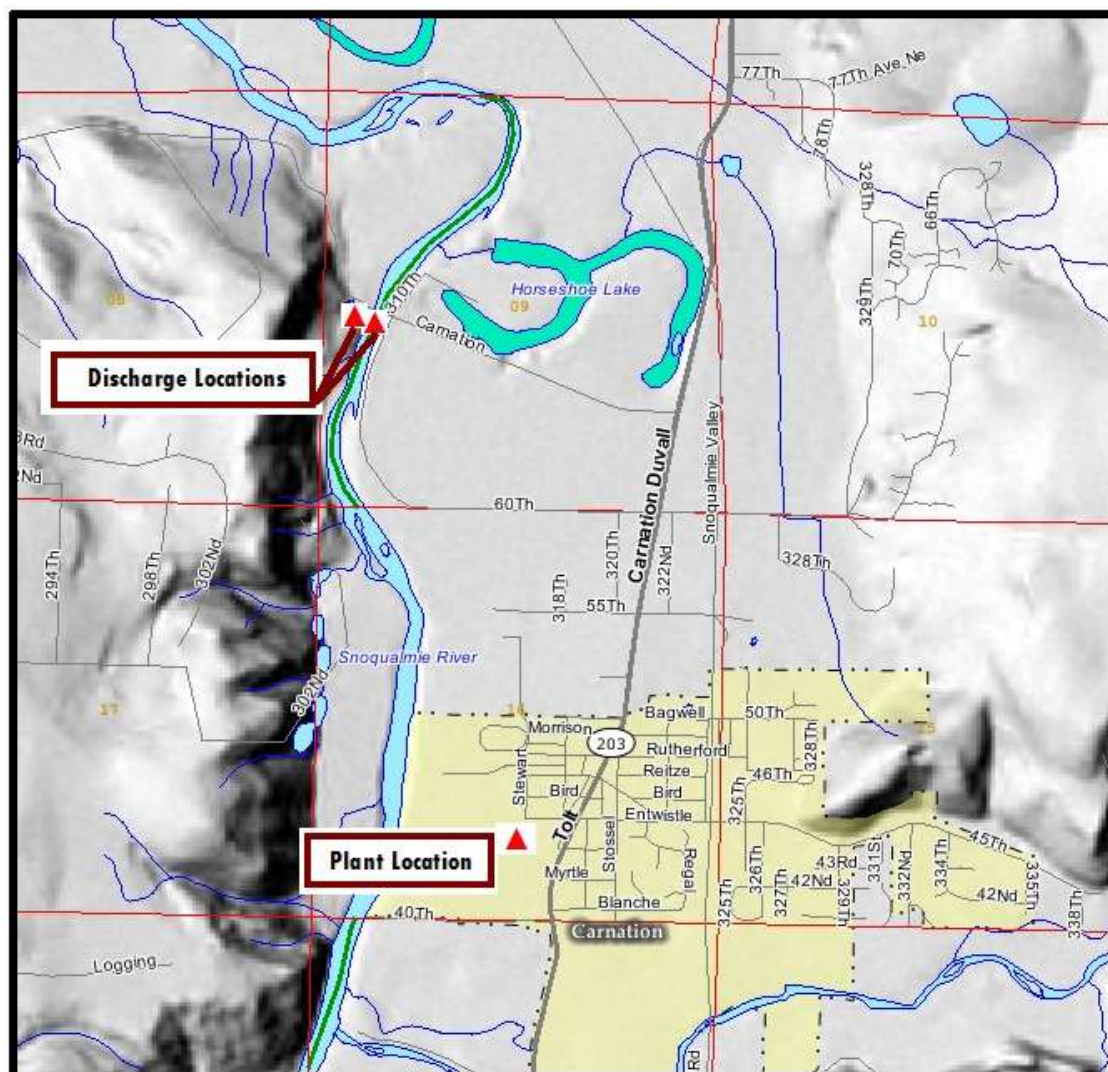 77Th
77Th Ave Ne
78Th
328Th
66Th
70Th
329Th
10
08
310Th
Horseshoe Lake
09
Carnation
Discharge Locations
Carnation Duvall
Snoqualmie Valley
60Th
294Th
298Th
302Nd
320Th
322Nd
328Th
318Th
55Th
Snoqualmie River
302Nd
17
Bagwell
50Th
Morrison
203
Rutherford
328Th
Stewart
Reitze
46Th
Bird
Bird
325Th
Entwistle
Tolt
Stossel
Plant Location
Regal
45Th
43Rd
331St
326Th
332Nd
334Th
335Th
Myrtle
42Nd
42Nd
327Th
329Th
325Th
338Th
Blanche
40Th
Carnation
Logging
Rd